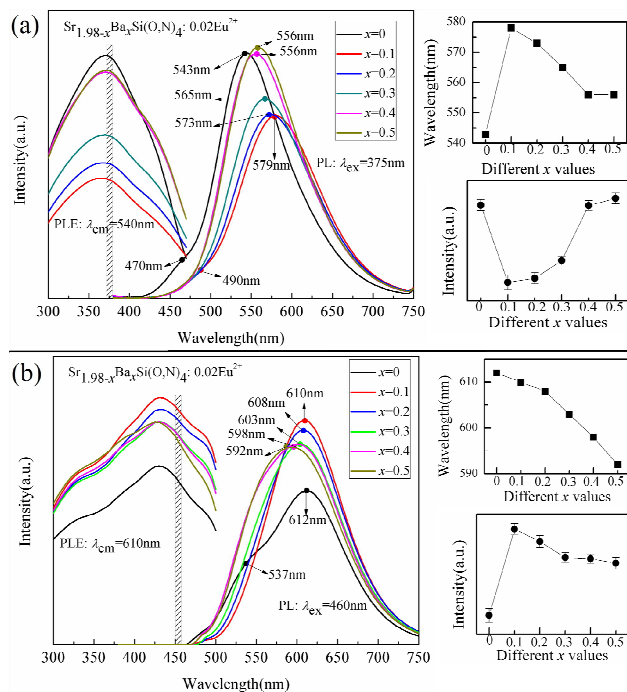 (a)
Sr1.98-xBaxSi(O,N)4: 0.02Eu2+
x=0
x=0.1
x=0.2
x=0.3
x=0.4
x=0.5
556nm
556nm
543nm
565nm
573nm
579nm
PL: λex=375nm
PLE: λem=540nm
470nm
490nm
Intensity(a.u.)
300 350 400 450 500 550 600 650 700 750
Wavelength(nm)
580
570
560
550
540
Wavelength(nm)
0 0.1 0.2 0.3 0.4 0.5
Different x values
Intensity(a.u.)
0 0.1 0.2 0.3 0.4 0.5
Different x values
(b)
Sr1.98-xBaxSi(O,N)4: 0.02Eu2+
x=0
x=0.1
x=0.2
x=0.3
x=0.4
x=0.5
610nm
608nm
603nm
598nm
592nm
612nm
537nm
PLE: λem=610nm
PL: λex=460nm
Intensity(a.u.)
300 350 400 450 500 550 600 650 700 750
Wavelength(nm)
610
600
590
Wavelength(nm)
0 0.1 0.2 0.3 0.4 0.5
Different x values
Intensity(a.u.)
0 0.1 0.2 0.3 0.4 0.5
Different x values